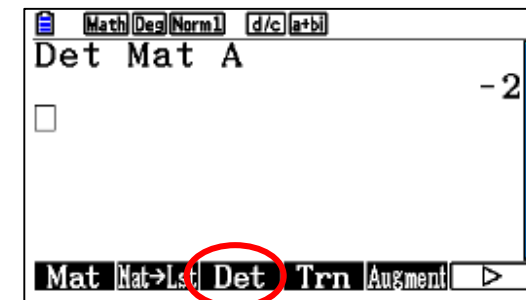 Math Deg Norm1 d/c a+bi
Det Mat A
-2
Mat Mat→Lst Det Trn Augment ▷